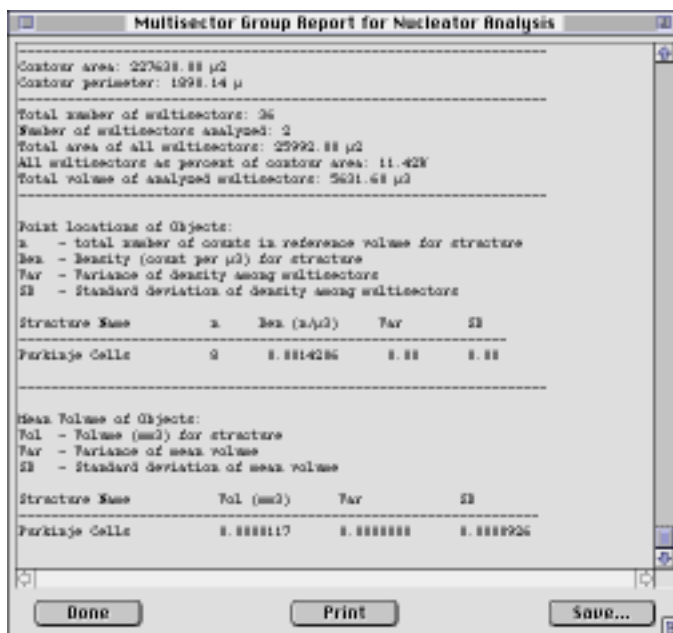 Multisector Group Report for Nucleator Analysis
Contour area: 227630.00 µ2
Contour perimeter: 1890.14 µ
Total number of multisectors: 36
Number of multisectors analyzed: 2
Total area of all multisectors: 25992.00 µ2
All multisectors as percent of contour area: 11.42%
Total volume of analyzed multisectors: 5631.60 µ3
Point locations of Objects:
n - total number of counts in reference volume for structure
Den - Density (count per µ3) for structure
Var - Variance of density among multisectors
SD - Standard deviation of density among multisectors
Structure Name n Den (n/µ3) Var SD
Purkinje Cells 8 0.0014206 0.00 0.00
Mean Volume of Objects:
Vol - Volume (mm3) for structure
Var - Variance of mean volume
SD - Standard deviation of mean volume
Structure Name Vol (mm3) Var SD
Purkinje Cells 0.0000117 0.0000000 0.0000926
Done Print Save...